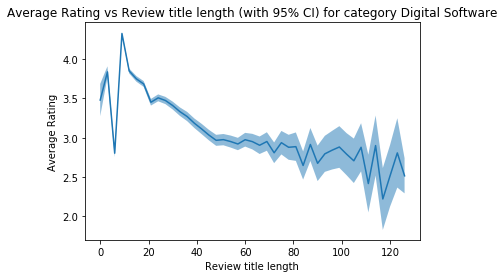 Average Rating vs Review title length (with 95% CI) for category Digital Software
4.0
3.5
3.0
2.5
2.0
Average Rating
0 20 40 60 80 100 120
Review title length